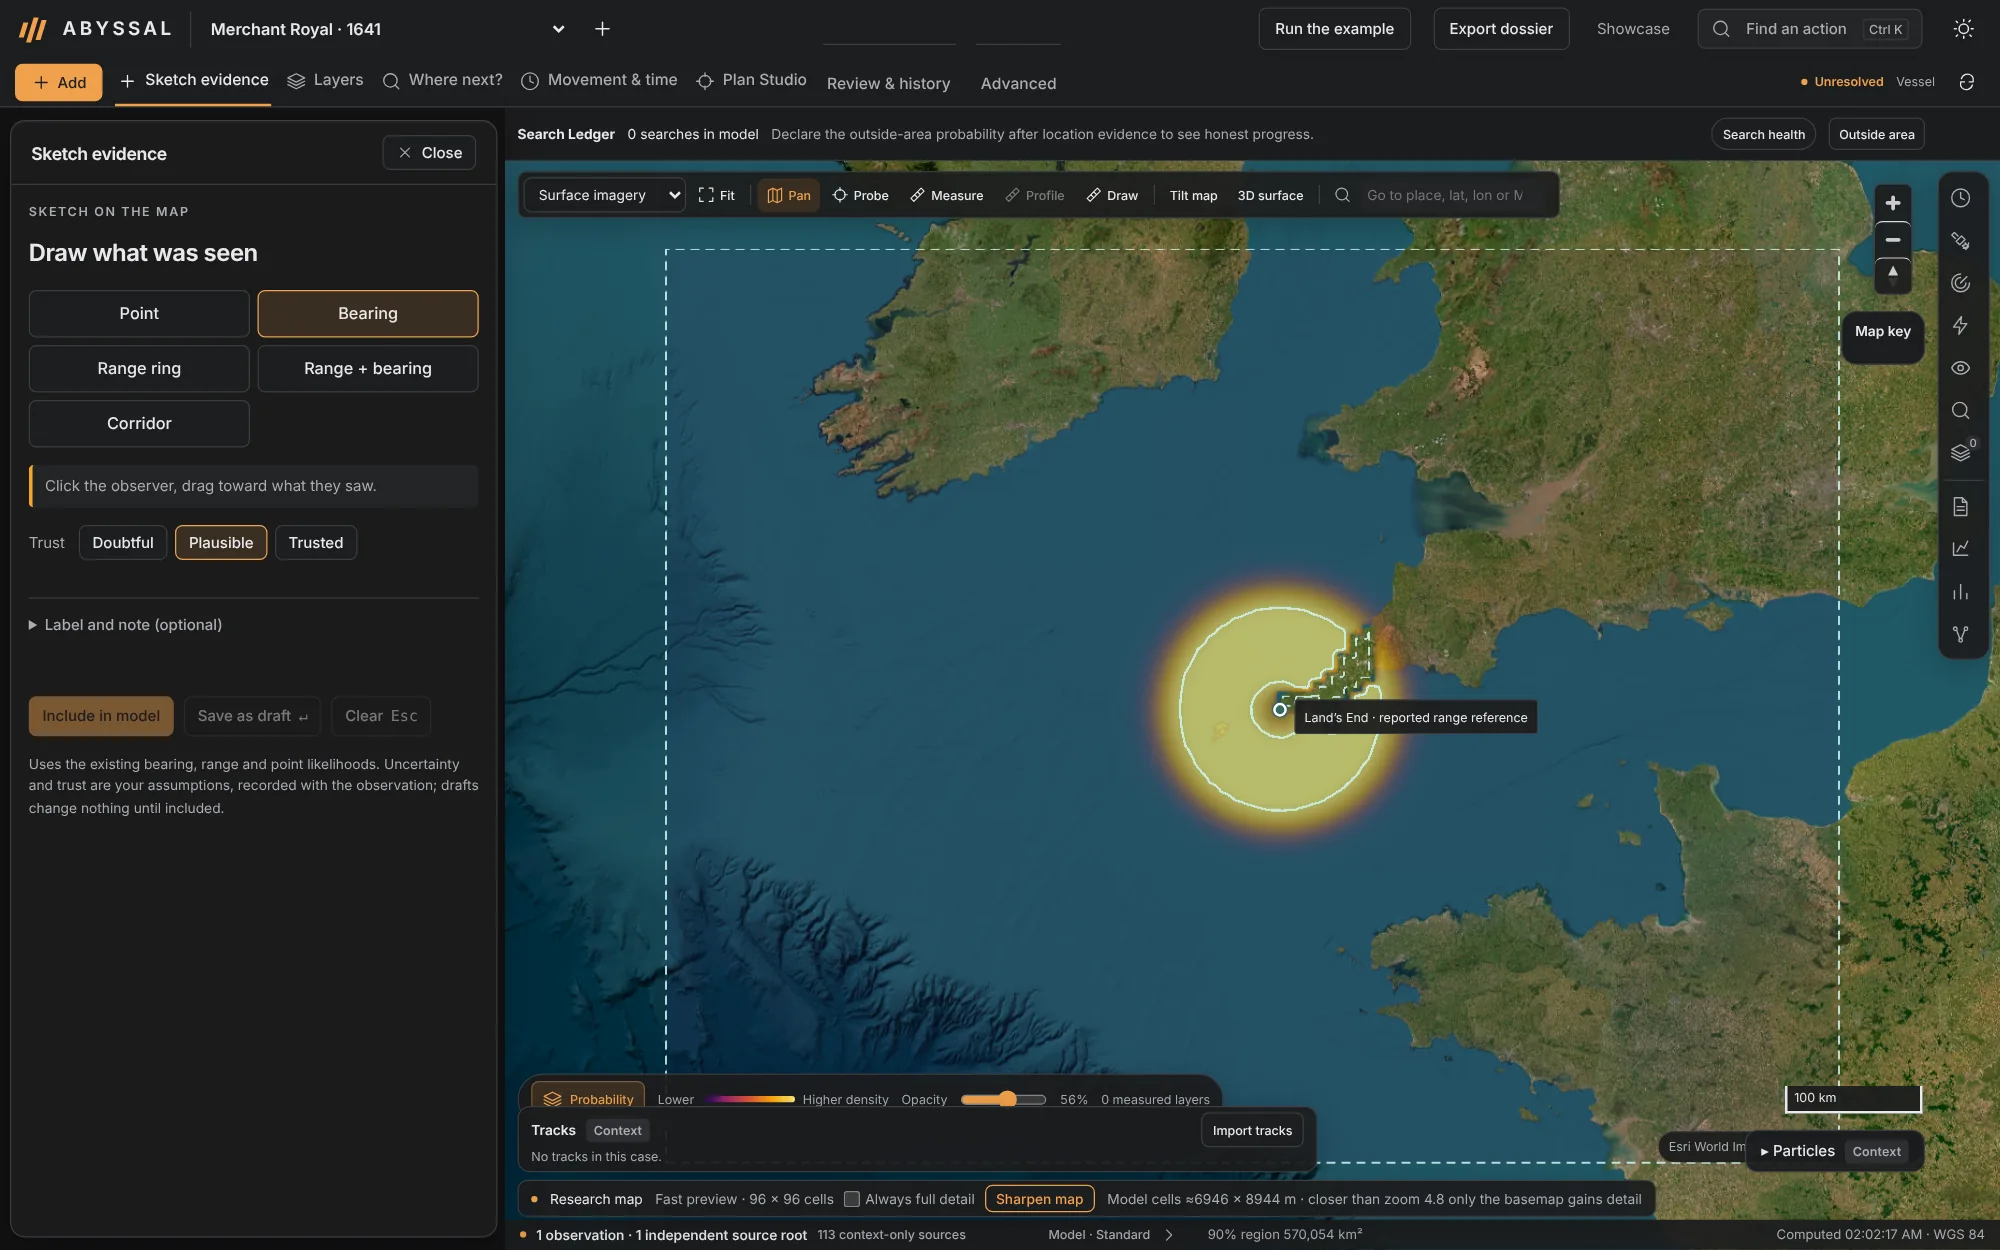 ABYSSAL
Merchant Royal · 1641
Run the example
Export dossier
Showcase
Find an action Ctrl K
Add
Sketch evidence
Layers
Where next?
Movement & time
Plan Studio
Review & history
Advanced
Unresolved Vessel
Sketch evidence
Close
Search Ledger 0 searches in model Declare the outside-area probability after location evidence to see honest progress.
Search health
Outside area
SKETCH ON THE MAP
Draw what was seen
Point
Bearing
Range ring
Range + bearing
Corridor
Click the observer, drag toward what they saw.
Trust Doubtful Plausible Trusted
Label and note (optional)
Include in model
Save as draft ↵
Clear Esc
Uses the existing bearing, range and point likelihoods. Uncertainty
and trust are your assumptions, recorded with the observation; drafts
change nothing until included.
Surface imagery
Fit
Pan
Probe
Measure
Profile
Draw
Tilt map
3D surface
Go to place, lat, lon or M
Map key
0
Land's End · reported range reference
Probability Lower Higher density Opacity 56% 0 measured layers
Tracks Context
Import tracks
No tracks in this case.
100 km
Esri World Im
Particles Context
Research map Fast preview · 96 × 96 cells Always full detail Sharpen map Model cells ≈6946 × 8944 m · closer than zoom 4.8 only the basemap gains detail
1 observation · 1 independent source root 113 context-only sources Model · Standard 90% region 570,054 km² Computed 02:02:17 AM · WGS 84